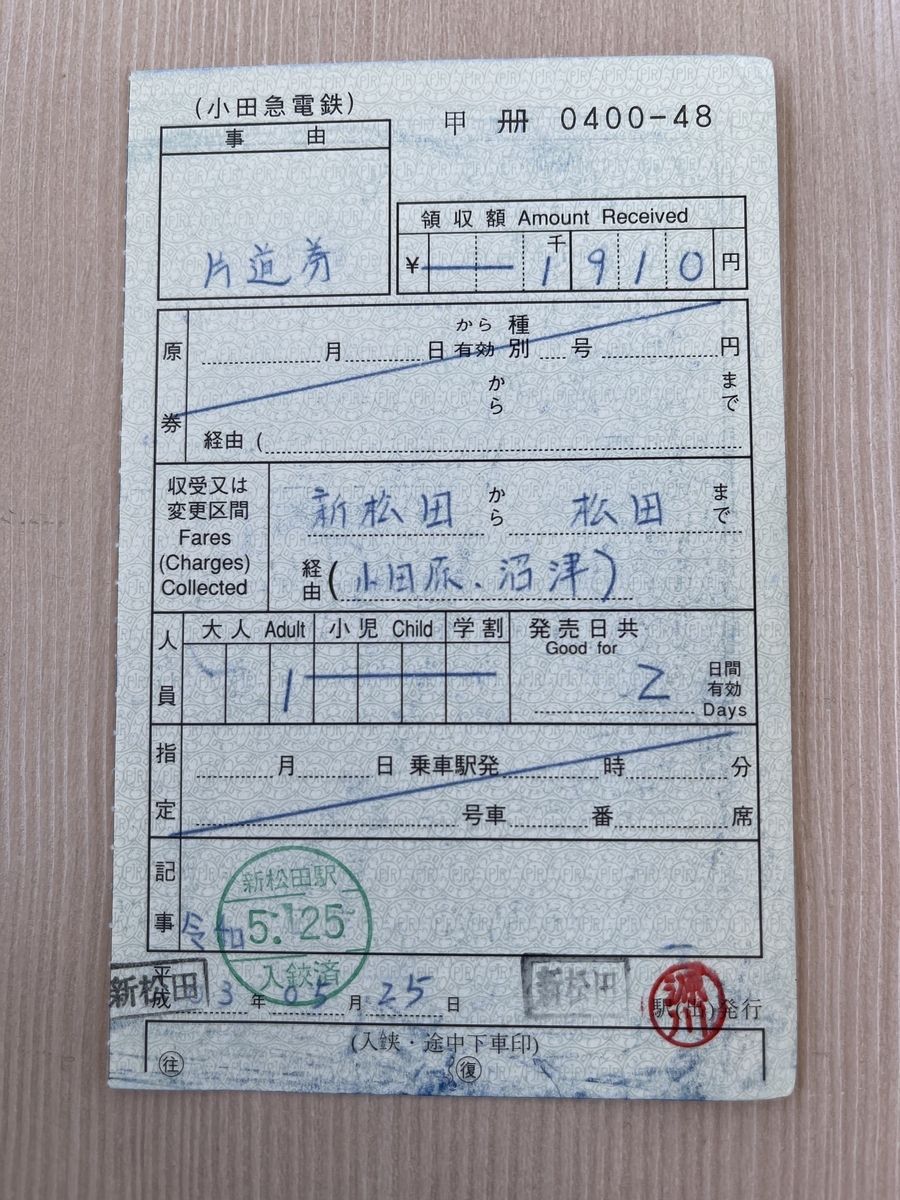 (小田急電鉄)
甲 冊 0400-48
事由
片道券
領収額 Amount Received
¥ 千 1910 円
原券
月 日 から有効 種別 号 円
から まで
経由 (
収受又は変更区間
Fares (Charges) Collected
新松田 から 松田 まで
経由 (小田原、沼津)
人員
大人 Adult 小児 Child 学割
1
発売日共
Good for
2 日間有効
Days
指定
月 日 乗車駅発 時 分
号車 番 席
記事
新松田駅
5.-.25
入鋏済
令和
平成 03 年 05 月 25 日
新松田
新松田
駅(出)発行
(入鋏・途中下車印)
往 復